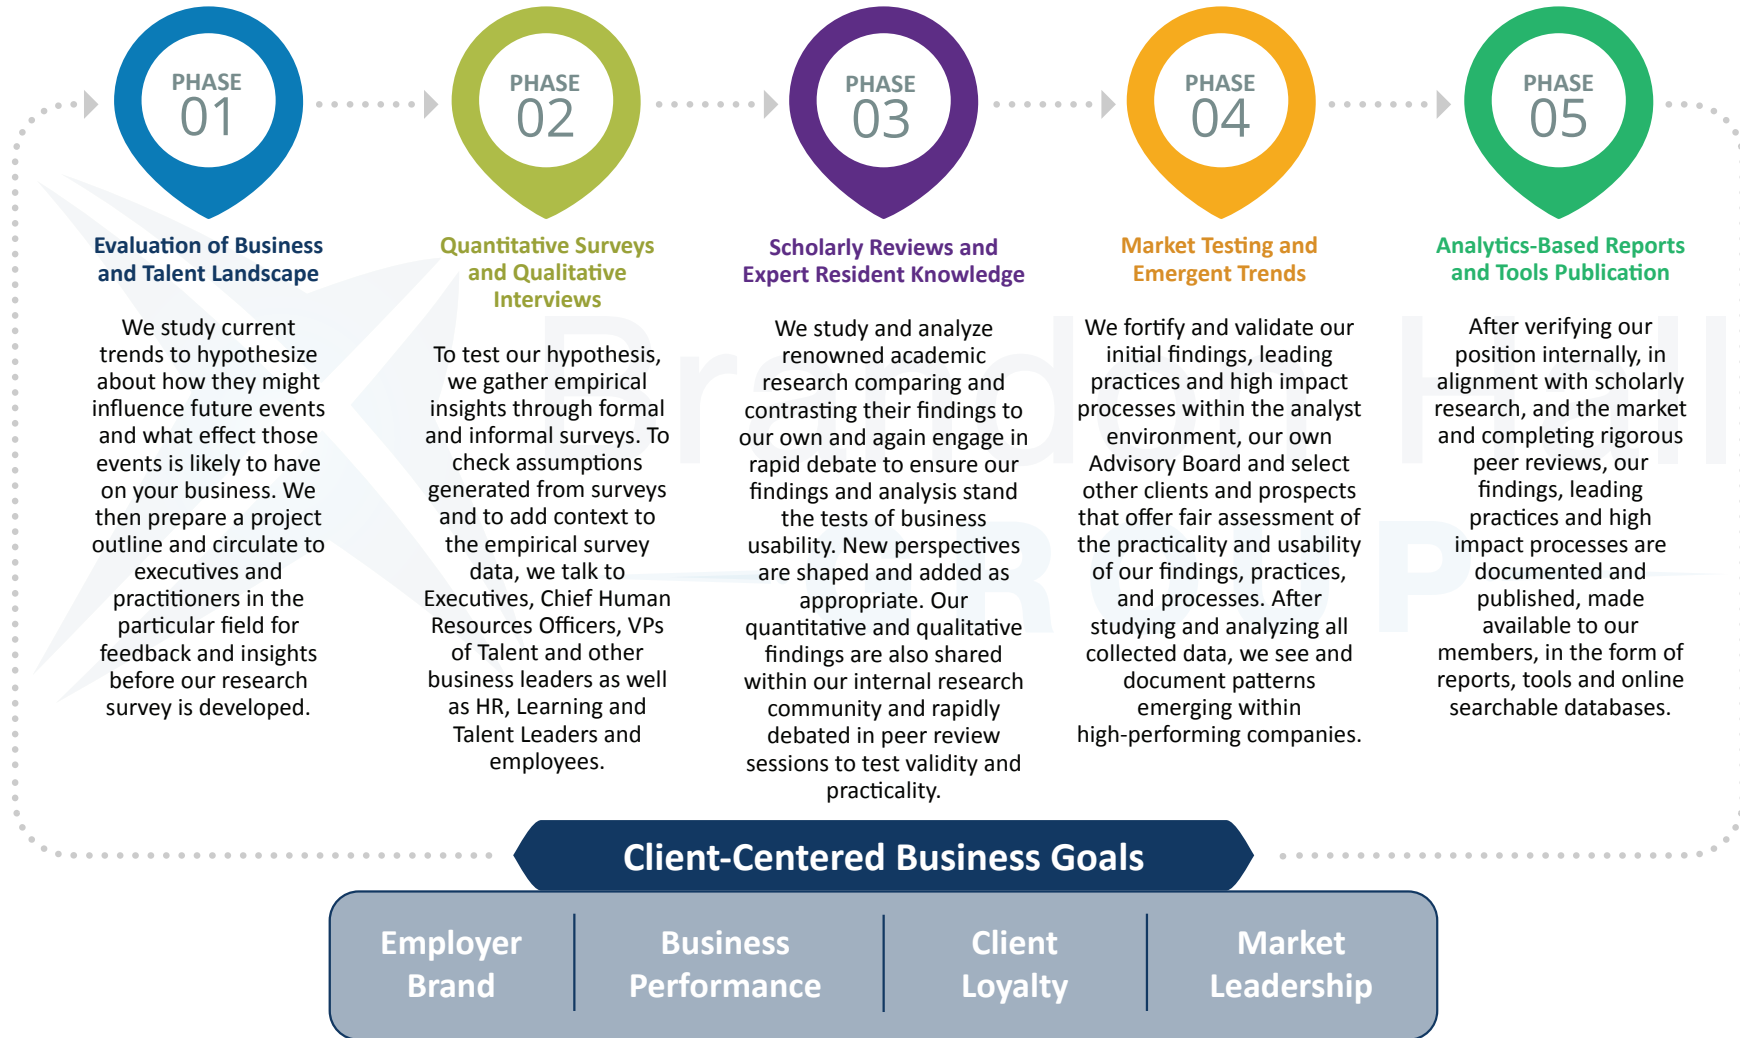 PHASE
01
Evaluation of Business
and Talent Landscape
We study current
trends to hypothesize
about how they might
influence future events
and what effect those
events is likely to have
on your business. We
then prepare a project
outline and circulate to
executives and
practitioners in the
particular field for
feedback and insights
before our research
survey is developed.
PHASE
02
Quantitative Surveys
and Qualitative
Interviews
To test our hypothesis,
we gather empirical
insights through formal
and informal surveys. To
check assumptions
generated from surveys
and to add context to
the empirical survey
data, we talk to
Executives, Chief Human
Resources Officers, VPs
of Talent and other
business leaders as well
as HR, Learning and
Talent Leaders and
employees.
PHASE
03
Scholarly Reviews and
Expert Resident Knowledge
We study and analyze
renowned academic
research comparing and
contrasting their findings to
our own and again engage in
rapid debate to ensure our
findings and analysis stand
the tests of business
usability. New perspectives
are shaped and added as
appropriate. Our
quantitative and qualitative
findings are also shared
within our internal research
community and rapidly
debated in peer review
sessions to test validity and
practicality.
PHASE
04
Market Testing and
Emergent Trends
We fortify and validate our
initial findings, leading
practices and high impact
processes within the analyst
environment, our own
Advisory Board and select
other clients and prospects
that offer fair assessment of
the practicality and usability
of our findings, practices,
and processes. After
studying and analyzing all
collected data, we see and
document patterns
emerging within
high-performing companies.
PHASE
05
Analytics-Based Reports
and Tools Publication
After verifying our
position internally, in
alignment with scholarly
research, and the market
and completing rigorous
peer reviews, our
findings, leading
practices and high
impact processes are
documented and
published, made
available to our
members, in the form of
reports, tools and online
searchable databases.
Brandon Hall
GROUP
Client-Centered Business Goals
Employer
Brand
Business
Performance
Client
Loyalty
Market
Leadership